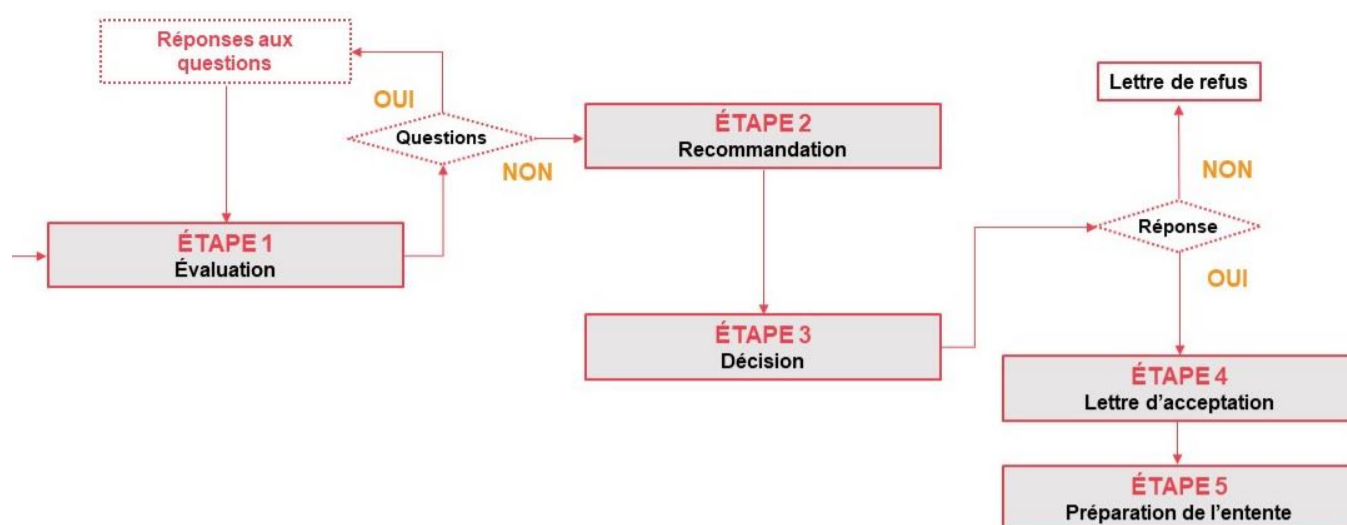 Réponses aux
questions
OUI
Questions
NON
ÉTAPE 1
Évaluation
ÉTAPE 2
Recommandation
ÉTAPE 3
Décision
Lettre de refus
NON
Réponse
OUI
ÉTAPE 4
Lettre d’acceptation
ÉTAPE 5
Préparation de l’entente